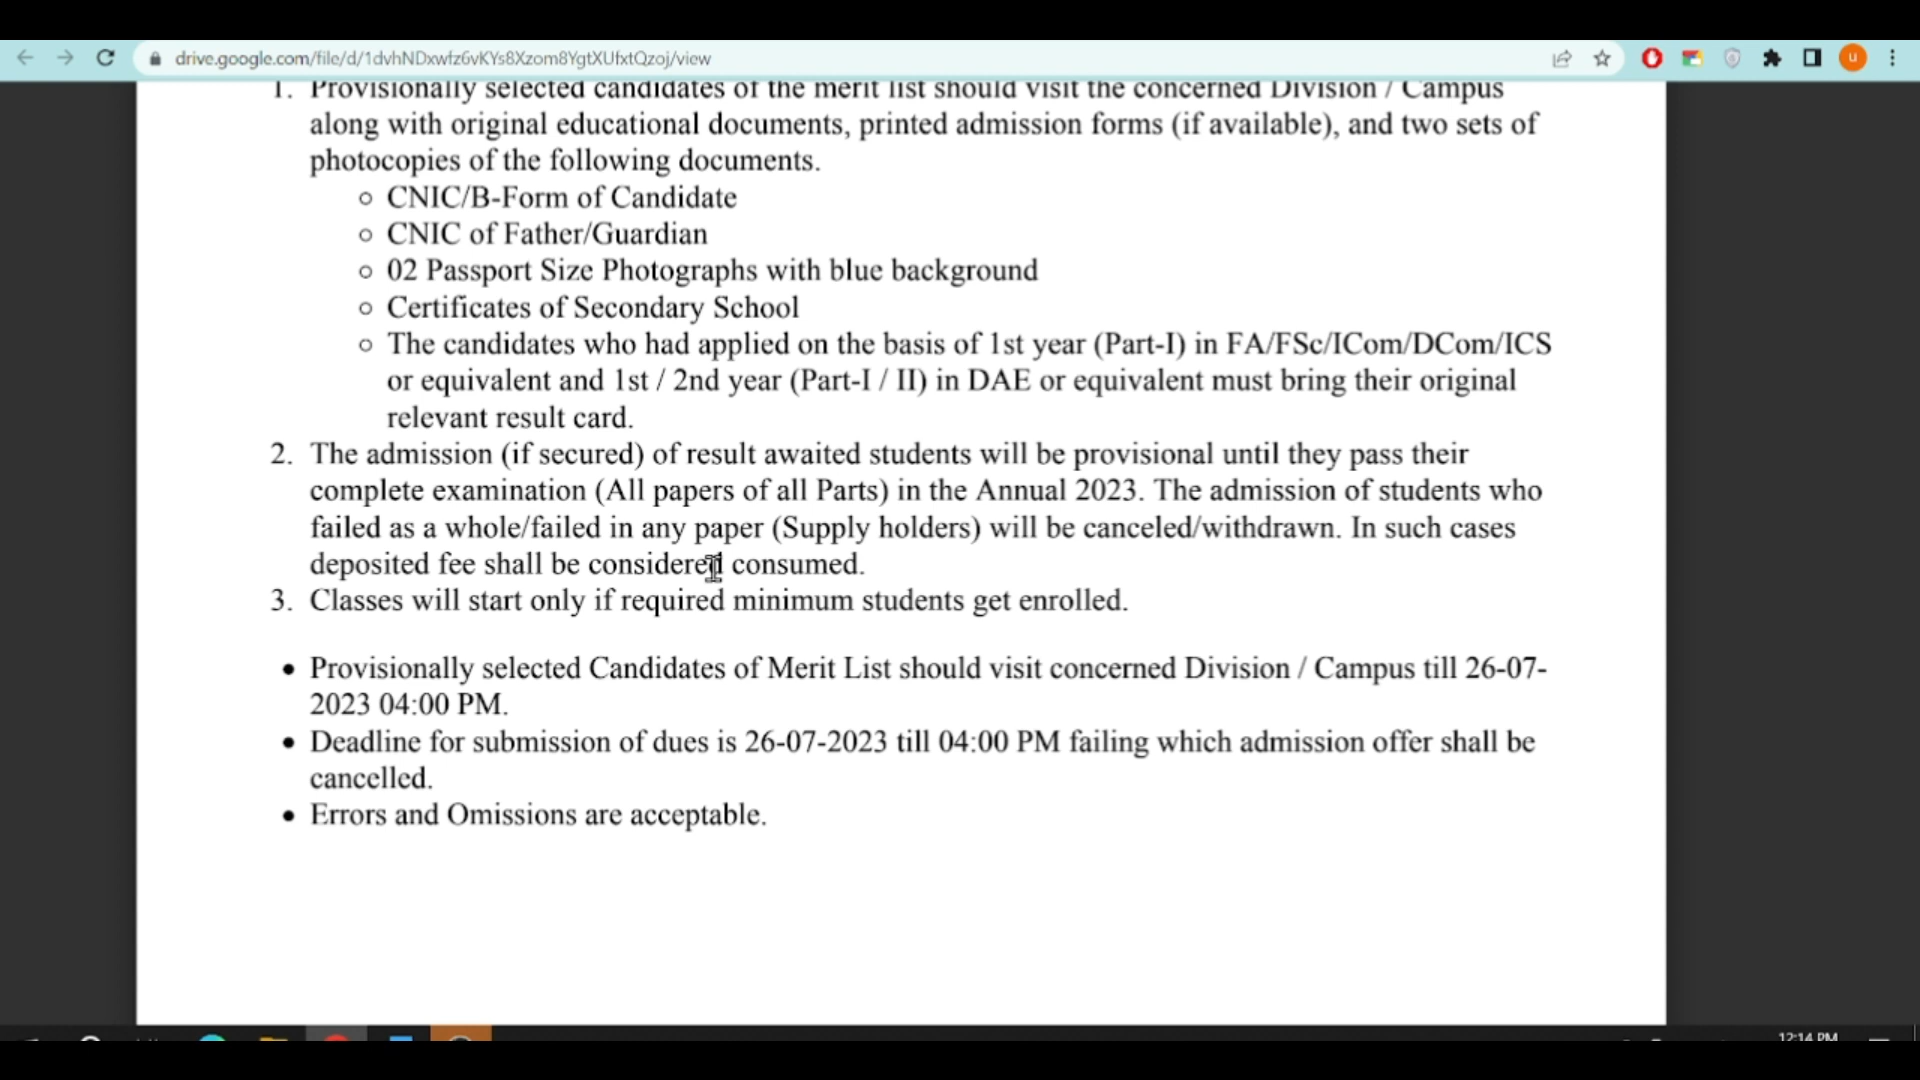 drive.google.com/file/d/1dvhNDxwfz6vKYs8Xzom8YgtXUfxtQzoj/view
u
1. Provisionally selected candidates of the merit list should visit the concerned Division / Campus
along with original educational documents, printed admission forms (if available), and two sets of
photocopies of the following documents.
○ CNIC/B-Form of Candidate
○ CNIC of Father/Guardian
○ 02 Passport Size Photographs with blue background
○ Certificates of Secondary School
○ The candidates who had applied on the basis of 1st year (Part-I) in FA/FSc/ICom/DCom/ICS
or equivalent and 1st / 2nd year (Part-I / II) in DAE or equivalent must bring their original
relevant result card.
2. The admission (if secured) of result awaited students will be provisional until they pass their
complete examination (All papers of all Parts) in the Annual 2023. The admission of students who
failed as a whole/failed in any paper (Supply holders) will be canceled/withdrawn. In such cases
deposited fee shall be considered consumed.
3. Classes will start only if required minimum students get enrolled.
● Provisionally selected Candidates of Merit List should visit concerned Division / Campus till 26-07-
2023 04:00 PM.
● Deadline for submission of dues is 26-07-2023 till 04:00 PM failing which admission offer shall be
cancelled.
● Errors and Omissions are acceptable.
12:14 PM